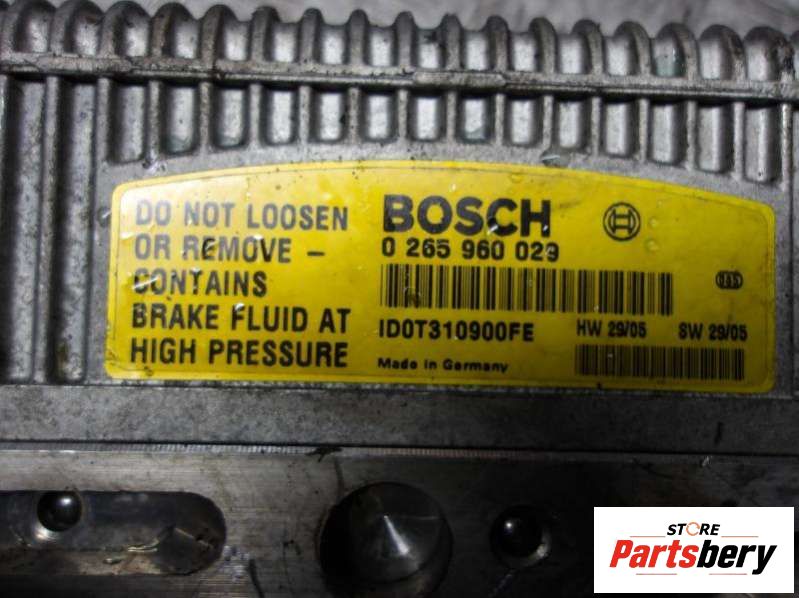 DO NOT LOOSEN
OR REMOVE –
CONTAINS
BRAKE FLUID AT
HIGH PRESSURE
BOSCH
0 265 960 029
ID0T310900FE
HW 29/05 SW 29/05
Made in Germany
STORE
Partsbery